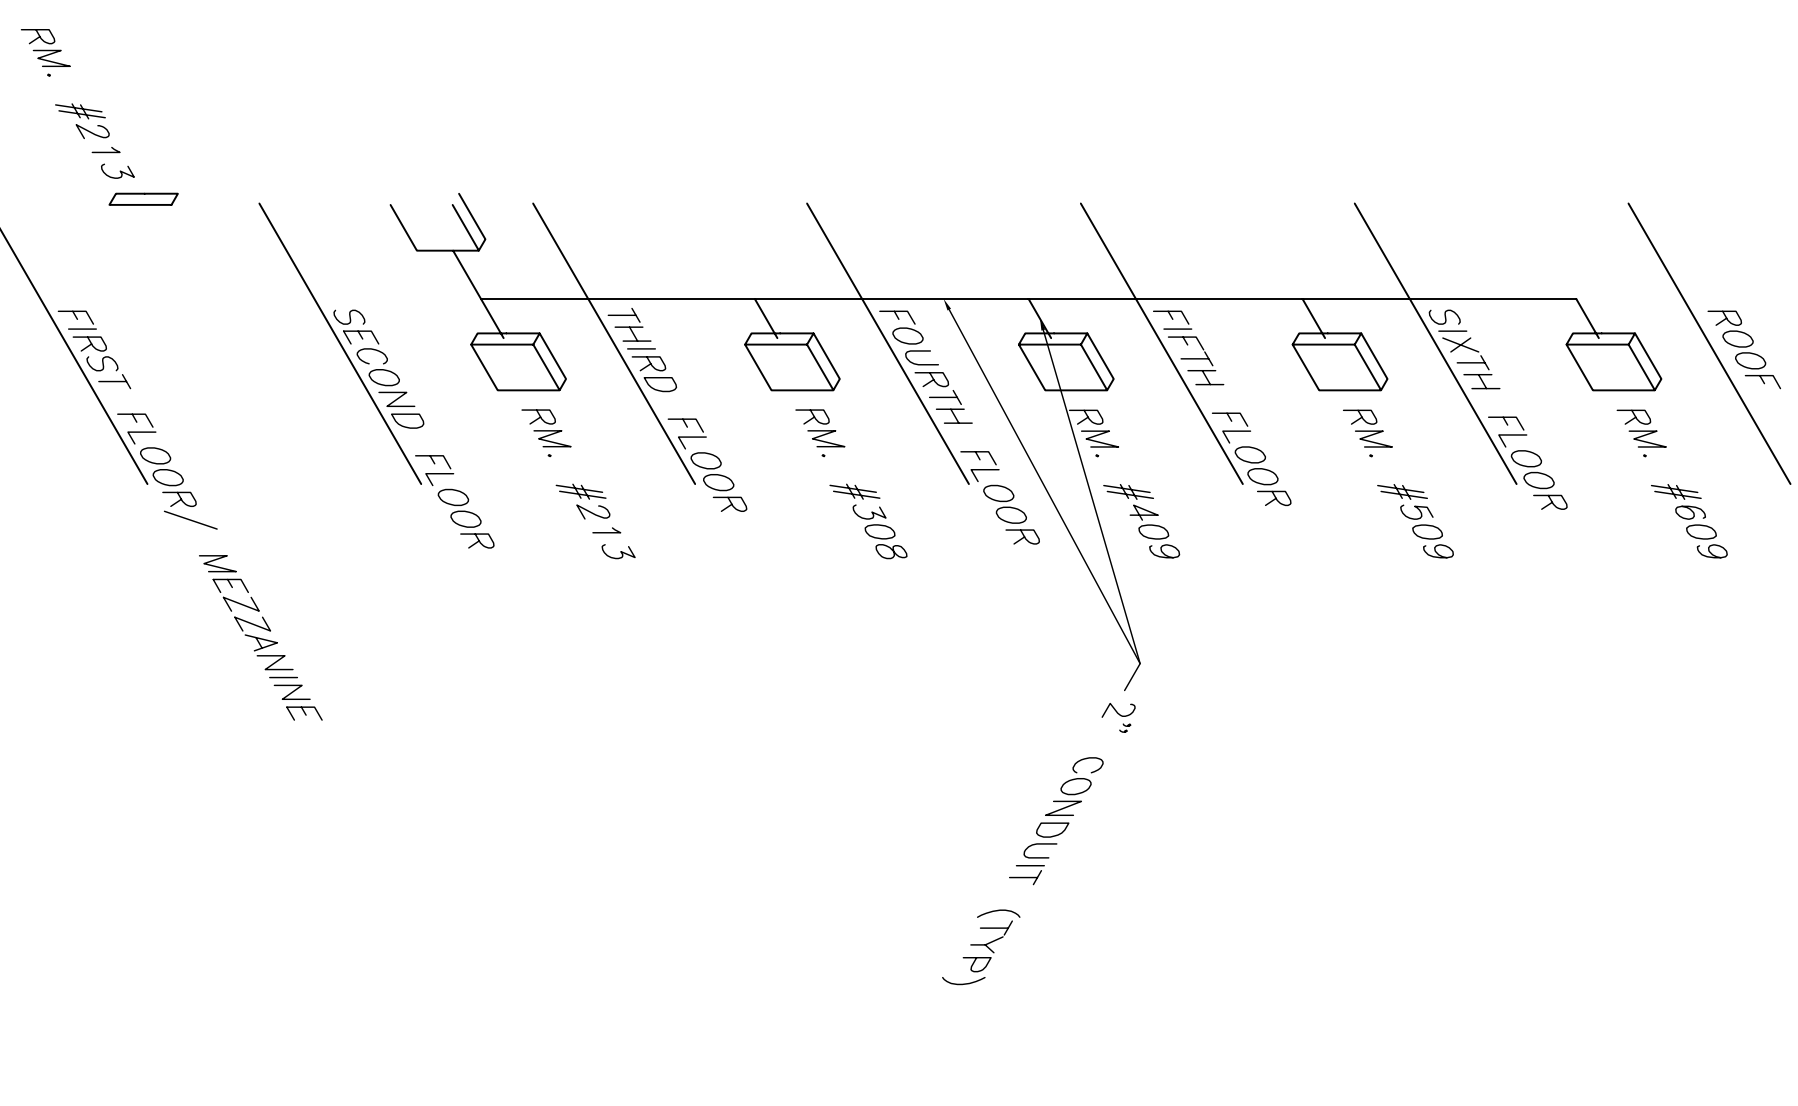 ROOF
RM. #609
SIXTH FLOOR
RM. #509
FIFTH FLOOR
RM. #409
FOURTH FLOOR
RM. #308
THIRD FLOOR
RM. #213
SECOND FLOOR
RM. #213
FIRST FLOOR/ MEZZANINE
2" CONDUIT (TYP)